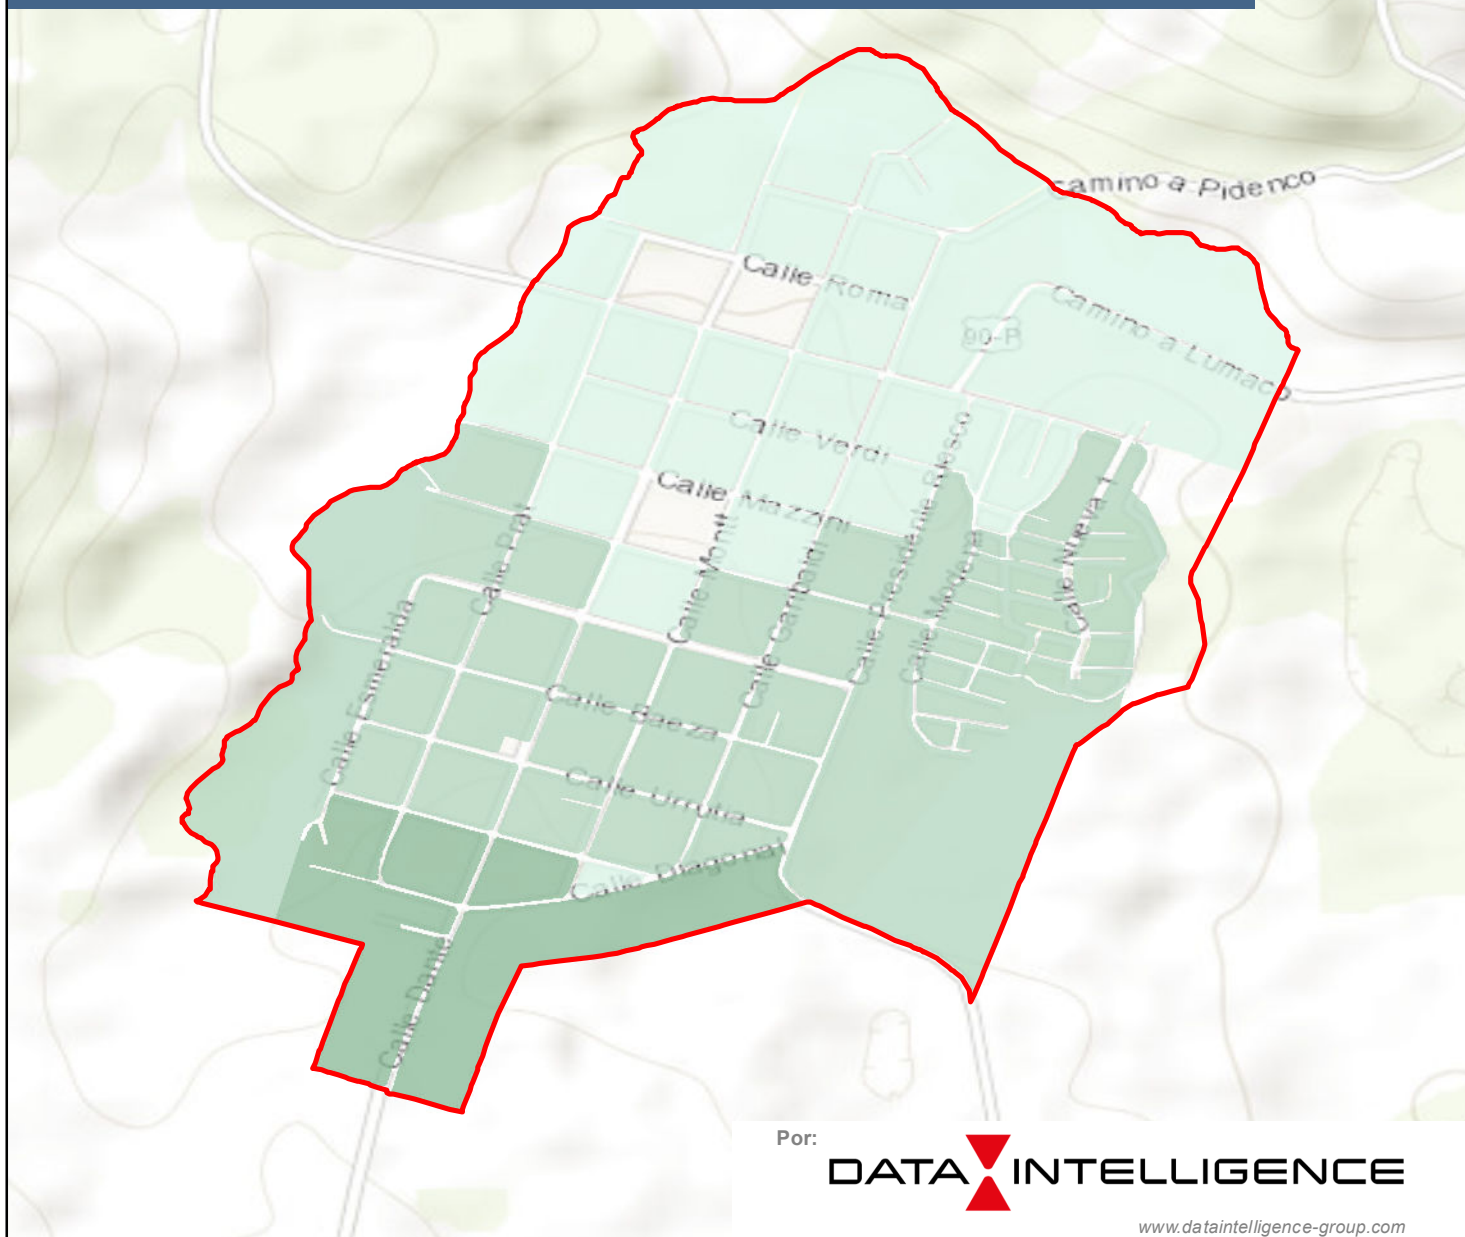 Camino a Pidenco
Calle Roma
Camino a Lumaco
90-R
Calle Verdi
Calle Mazzini
Calle Prat
Calle Montt
Calle Garibaldi
Calle Presidente Blesco
Calle Modena
Calle Nueva 1
Calle Esmeralda
Calle Baeza
Calle Urrutia
Calle Diagonal
Calle Dante
Por:
DATA INTELLIGENCE
www.dataintelligence-group.com